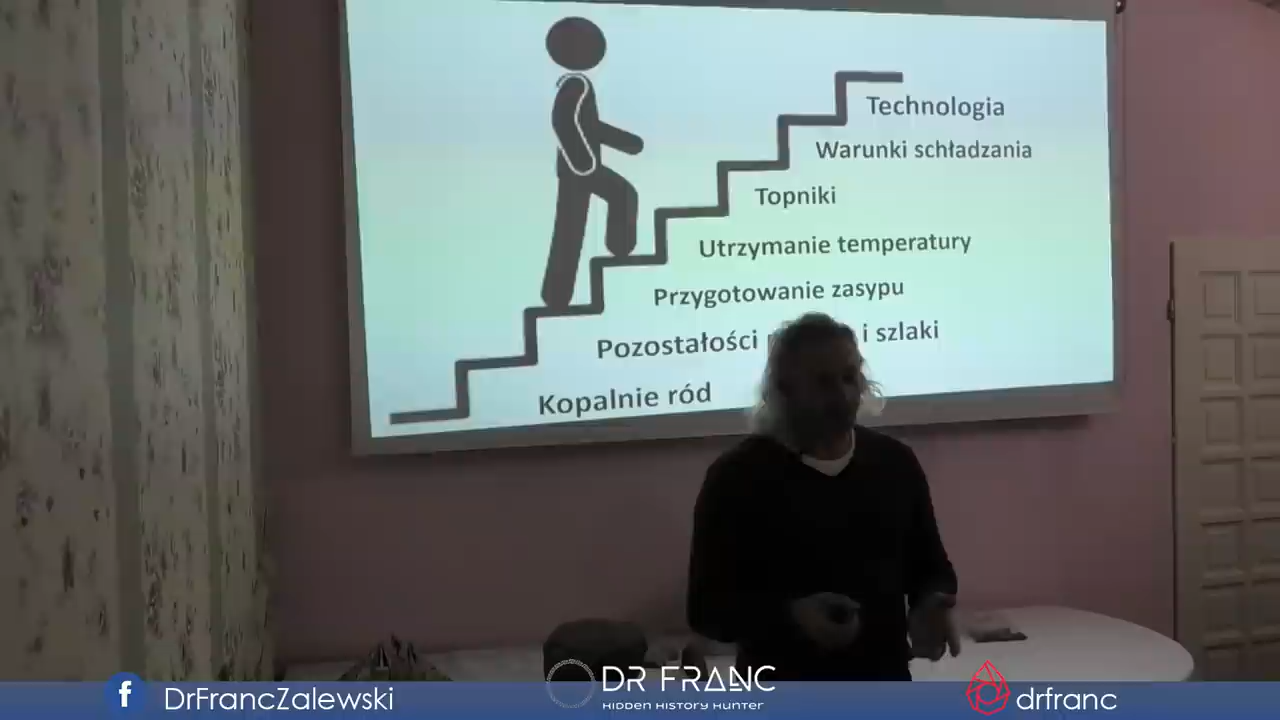 Technologia
Warunki schładzania
Topniki
Utrzymanie temperatury
Przygotowanie zasypu
Pozostałości i szlaki
Kopalnie ród
f DrFrancZalewski
DR FRANC
HIDDEN HISTORY HUNTER
drfranc